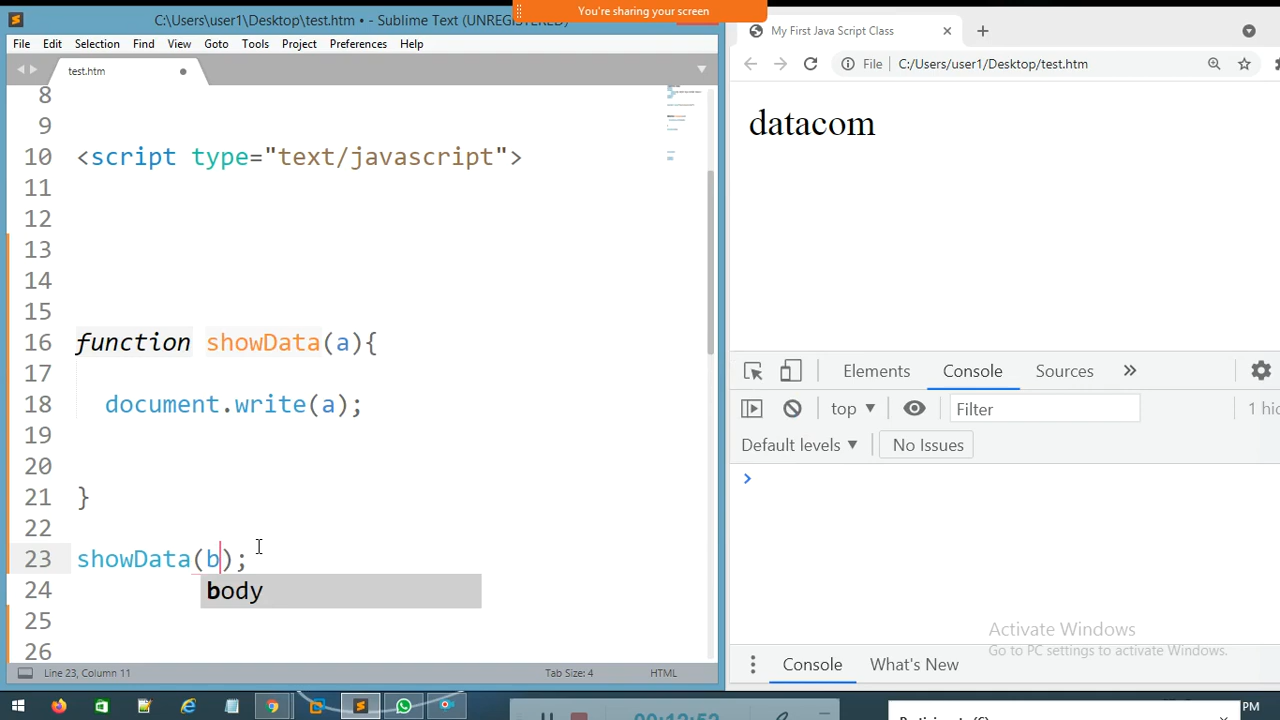 C:\Users\user1\Desktop\test.htm • - Sublime Text (UNREGISTERED)
You're sharing your screen
File Edit Selection Find View Goto Tools Project Preferences Help
test.htm
8
9
10 <script type="text/javascript">
11
12
13
14
15
16 function showData(a){
17
18 document.write(a);
19
20
21 }
22
23 showData(b);
body
24
25
26
Line 23, Column 11
Tab Size: 4
HTML
My First Java Script Class
File C:/Users/user1/Desktop/test.htm
datacom
Elements Console Sources
top Filter
Default levels No Issues
Activate Windows
Go to PC settings to activate Windows.
Console What's New
PM